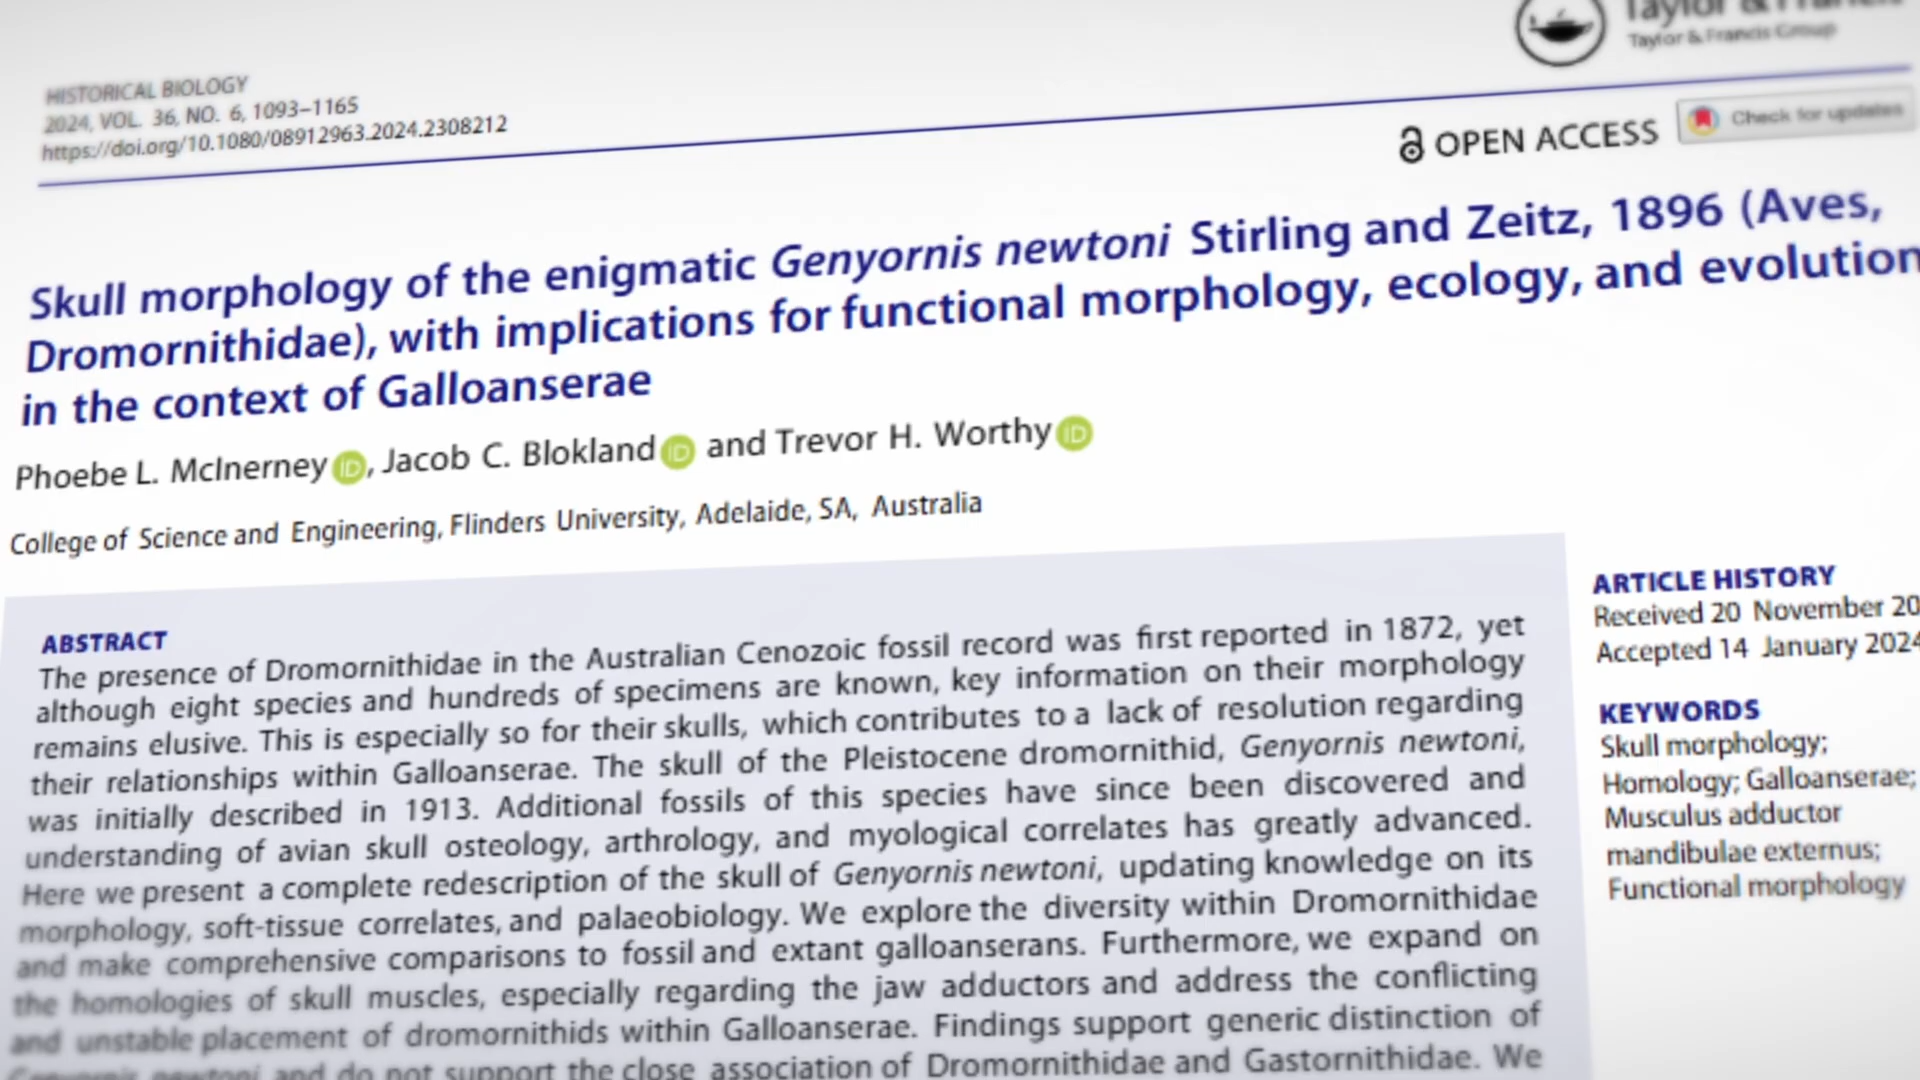 Taylor & Francis
Taylor & Francis Group
HISTORICAL BIOLOGY
2024, VOL. 36, NO. 6, 1093–1165
https://doi.org/10.1080/08912963.2024.2308212
OPEN ACCESS
Check for updates
Skull morphology of the enigmatic Genyornis newtoni Stirling and Zeitz, 1896 (Aves,
Dromornithidae), with implications for functional morphology, ecology, and evolution
in the context of Galloanserae
Phoebe L. McInerney iD, Jacob C. Blokland iD and Trevor H. Worthy iD
College of Science and Engineering, Flinders University, Adelaide, SA, Australia
ABSTRACT
The presence of Dromornithidae in the Australian Cenozoic fossil record was first reported in 1872, yet
although eight species and hundreds of specimens are known, key information on their morphology
remains elusive. This is especially so for their skulls, which contributes to a lack of resolution regarding
their relationships within Galloanserae. The skull of the Pleistocene dromornithid, Genyornis newtoni,
was initially described in 1913. Additional fossils of this species have since been discovered and
understanding of avian skull osteology, arthrology, and myological correlates has greatly advanced.
Here we present a complete redescription of the skull of Genyornis newtoni, updating knowledge on its
morphology, soft-tissue correlates, and palaeobiology. We explore the diversity within Dromornithidae
and make comprehensive comparisons to fossil and extant galloanserans. Furthermore, we expand on
the homologies of skull muscles, especially regarding the jaw adductors and address the conflicting
and unstable placement of dromornithids within Galloanserae. Findings support generic distinction of
Genyornis newtoni and do not support the close association of Dromornithidae and Gastornithidae. We
ARTICLE HISTORY
Received 20 November 20
Accepted 14 January 2024
KEYWORDS
Skull morphology;
Homology; Galloanserae;
Musculus adductor
mandibulae externus;
Functional morphology